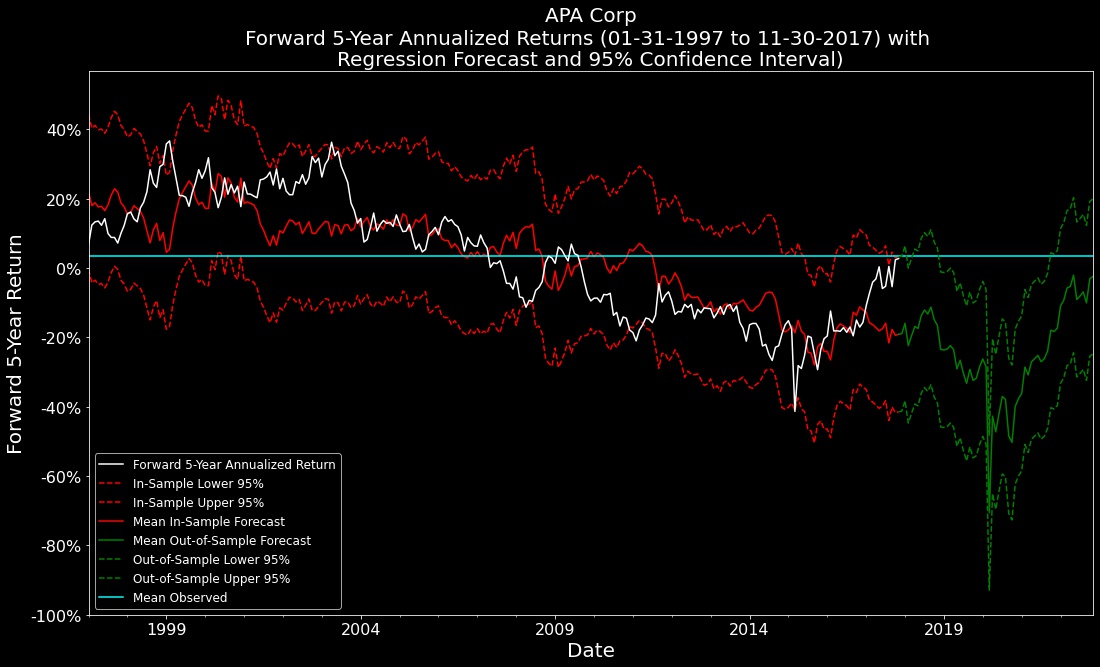 APA Corp
Forward 5-Year Annualized Returns (01-31-1997 to 11-30-2017) with
Regression Forecast and 95% Confidence Interval)
Forward 5-Year Return
40%
20%
0%
-20%
-40%
-60%
-80%
-100%
Forward 5-Year Annualized Return
In-Sample Lower 95%
In-Sample Upper 95%
Mean In-Sample Forecast
Mean Out-of-Sample Forecast
Out-of-Sample Lower 95%
Out-of-Sample Upper 95%
Mean Observed
1999 2004 2009 2014 2019
Date